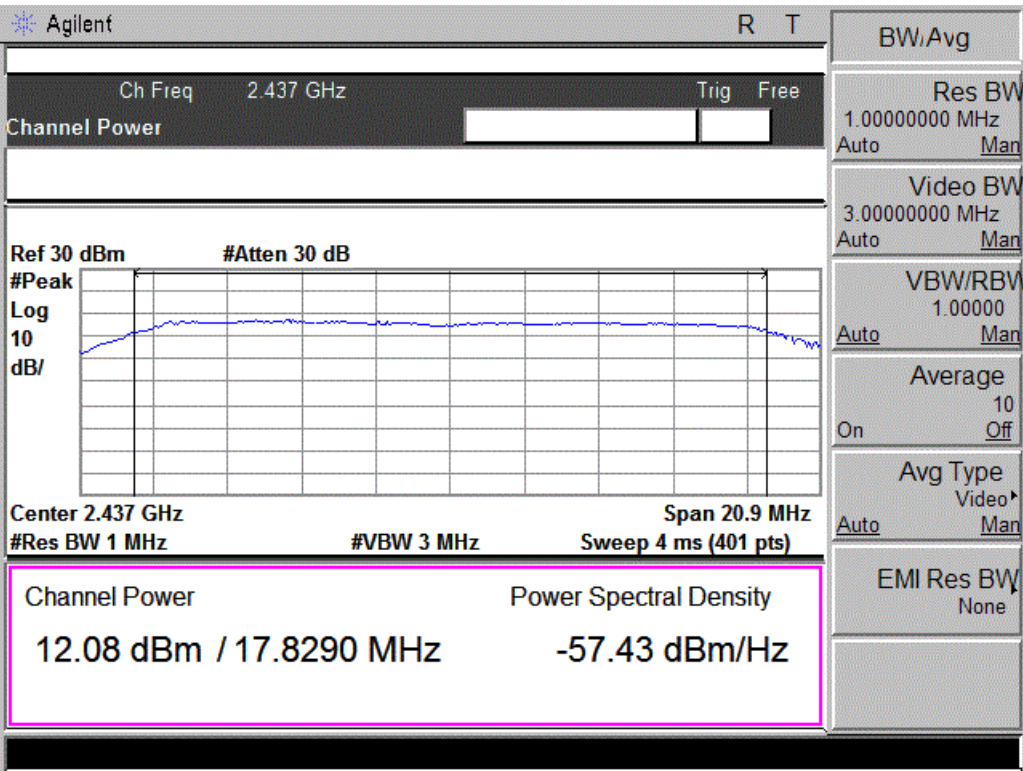 Agilent R T
Ch Freq 2.437 GHz Trig Free
Channel Power
Ref 30 dBm #Atten 30 dB
#Peak
Log
10
dB/
Center 2.437 GHz Span 20.9 MHz
#Res BW 1 MHz #VBW 3 MHz Sweep 4 ms (401 pts)
Channel Power Power Spectral Density
12.08 dBm / 17.8290 MHz -57.43 dBm/Hz
BW/Avg
Res BW
1.00000000 MHz
Auto Man
Video BW
3.00000000 MHz
Auto Man
VBW/RBW
1.00000
Auto Man
Average
10
On Off
Avg Type
Video
Auto Man
EMI Res BW
None